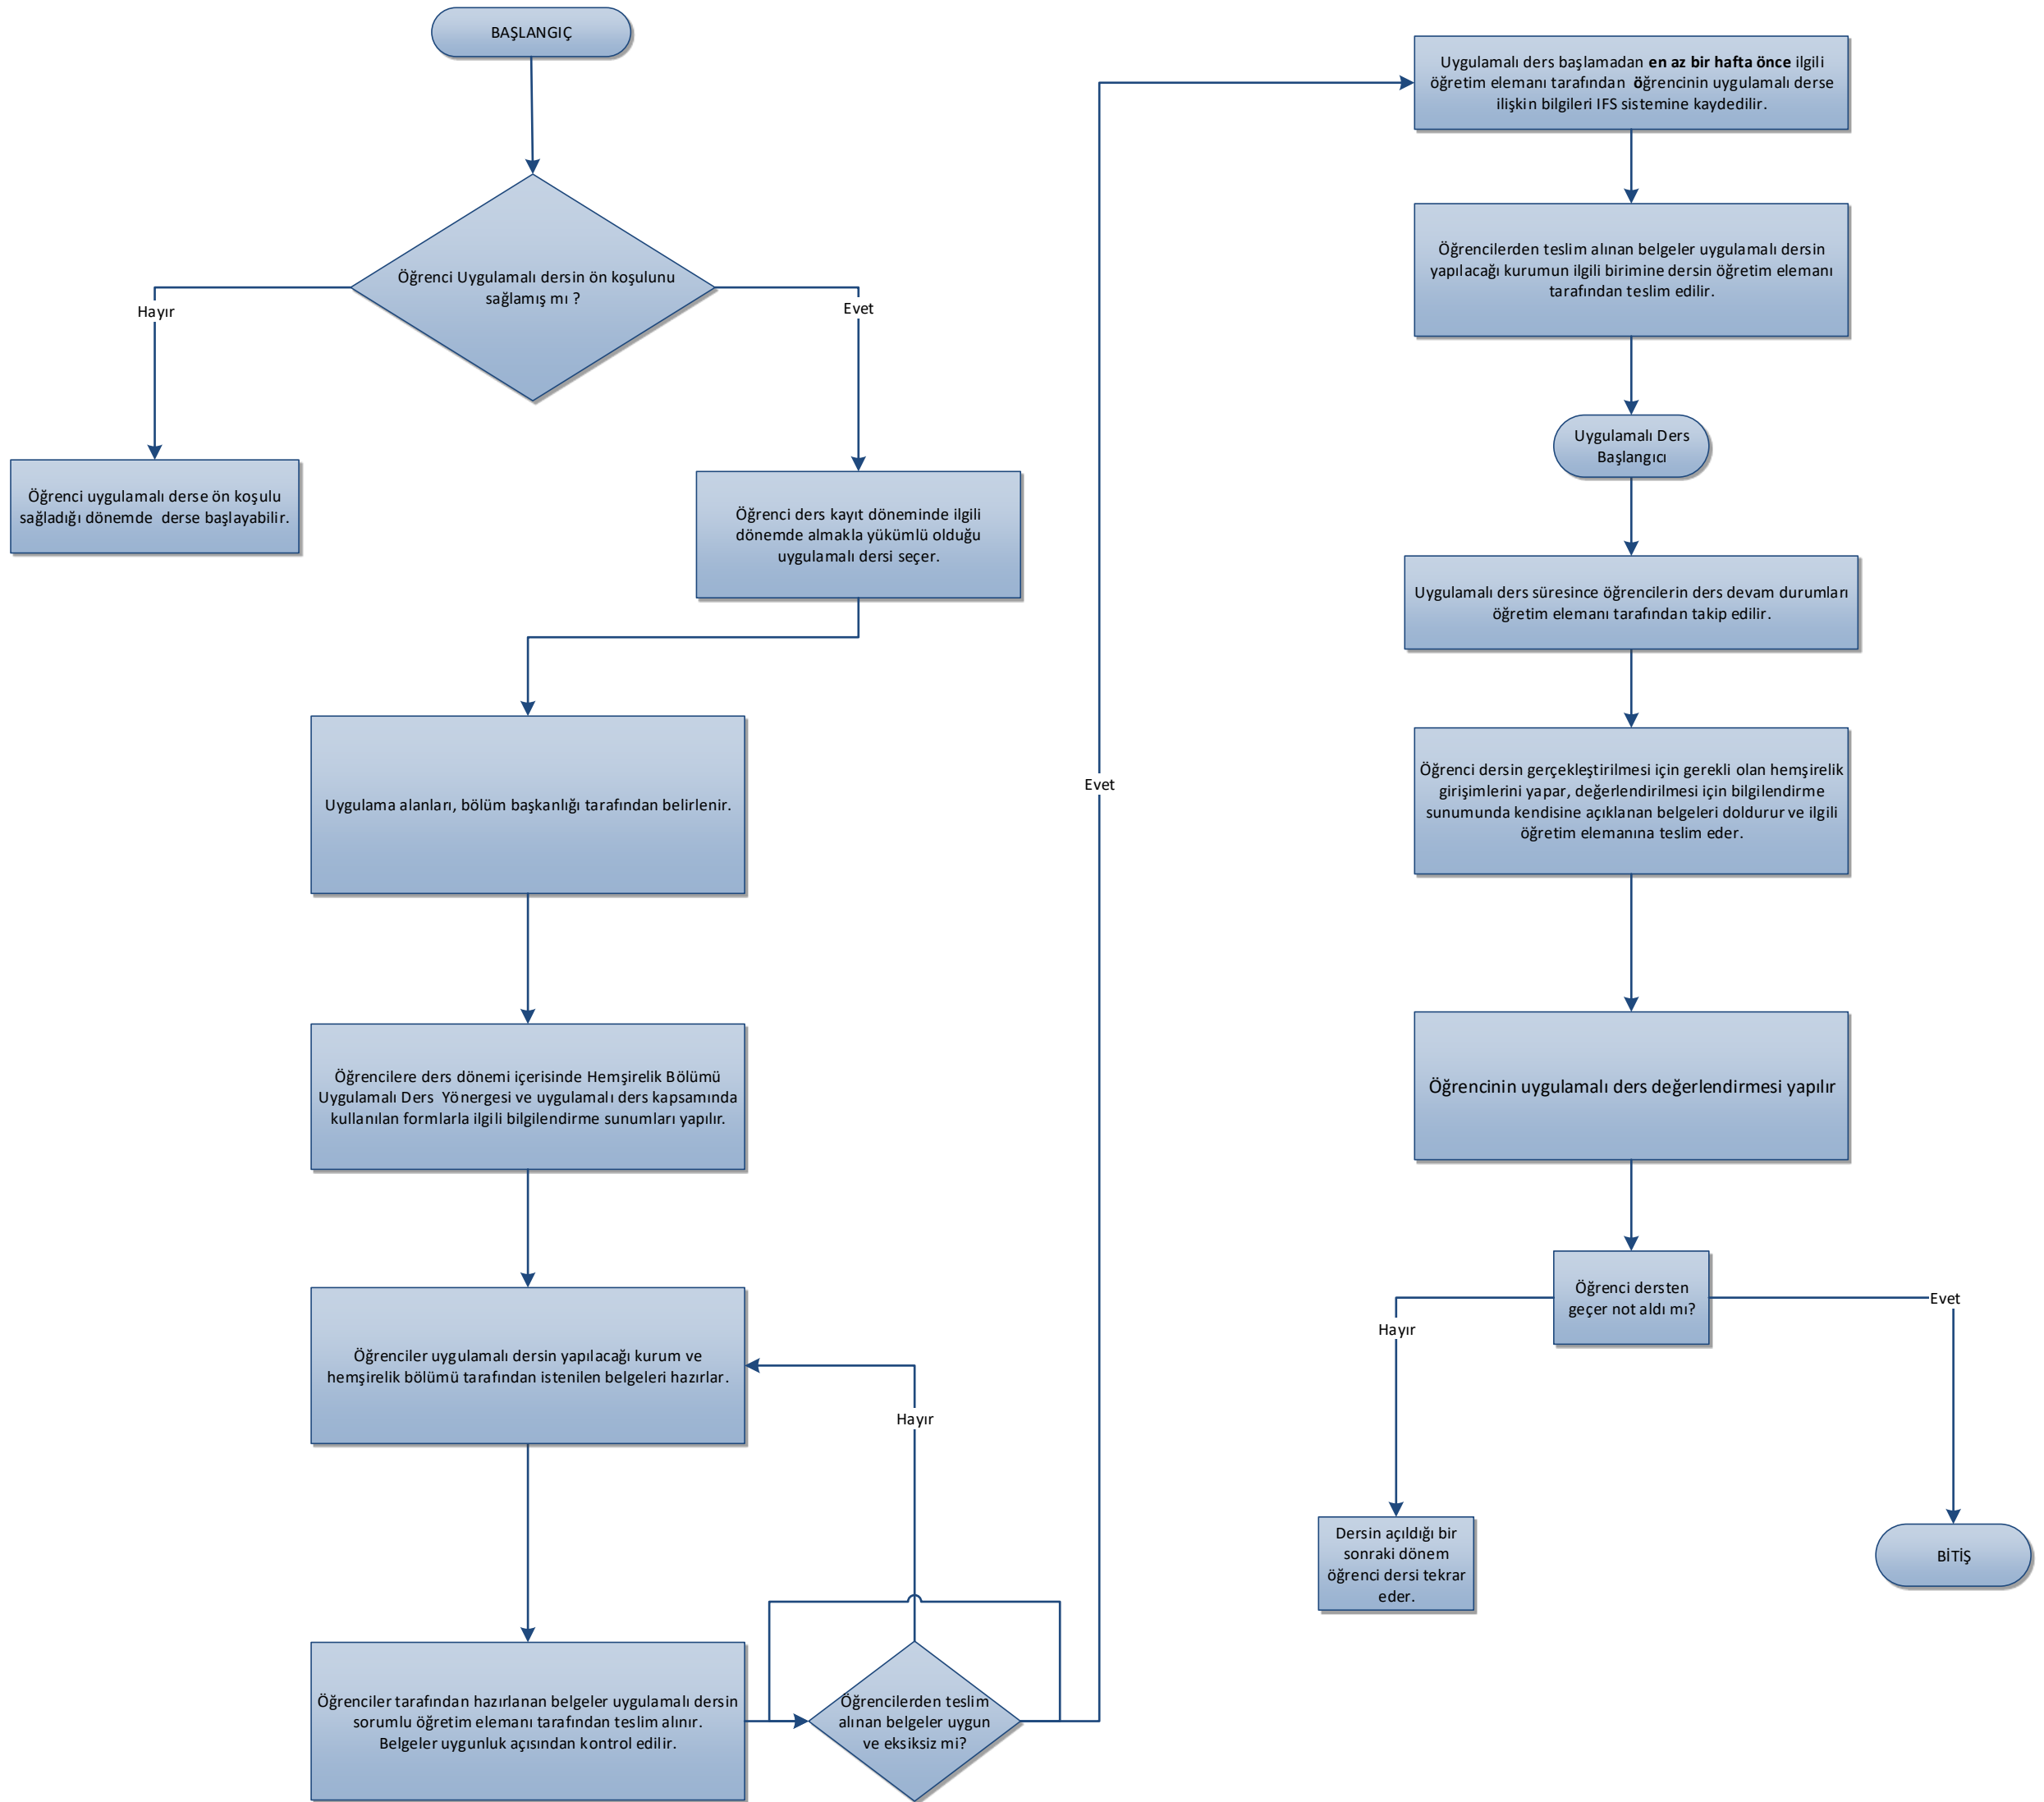 BAŞLANGIÇ
Öğrenci Uygulamalı dersin ön koşulunu
sağlamış mı ?
Hayır
Evet
Öğrenci uygulamalı derse ön koşulu
sağladığı dönemde  derse başlayabilir.
Öğrenci ders kayıt döneminde ilgili
dönemde almakla yükümlü olduğu
uygulamalı dersi seçer.
Uygulama alanları, bölüm başkanlığı tarafından belirlenir.
Öğrencilere ders dönemi içerisinde Hemşirelik Bölümü
Uygulamalı Ders  Yönergesi ve uygulamalı ders kapsamında
kullanılan formlarla ilgili bilgilendirme sunumları yapılır.
Öğrenciler uygulamalı dersin yapılacağı kurum ve
hemşirelik bölümü tarafından istenilen belgeleri hazırlar.
Hayır
Öğrenciler tarafından hazırlanan belgeler uygulamalı dersin
sorumlu öğretim elemanı tarafından teslim alınır.
Belgeler uygunluk açısından kontrol edilir.
Öğrencilerden teslim
alınan belgeler uygun
ve eksiksiz mi?
Evet
Uygulamalı ders başlamadan en az bir hafta önce ilgili
öğretim elemanı tarafından  öğrencinin uygulamalı derse
ilişkin bilgileri IFS sistemine kaydedilir.
Öğrencilerden teslim alınan belgeler uygulamalı dersin
yapılacağı kurumun ilgili birimine dersin öğretim elemanı
tarafından teslim edilir.
Uygulamalı Ders
Başlangıcı
Uygulamalı ders süresince öğrencilerin ders devam durumları
öğretim elemanı tarafından takip edilir.
Öğrenci dersin gerçekleştirilmesi için gerekli olan hemşirelik
girişimlerini yapar, değerlendirilmesi için bilgilendirme
sunumunda kendisine açıklanan belgeleri doldurur ve ilgili
öğretim elemanına teslim eder.
Öğrencinin uygulamalı ders değerlendirmesi yapılır
Öğrenci dersten
geçer not aldı mı?
Hayır
Evet
Dersin açıldığı bir
sonraki dönem
öğrenci dersi tekrar
eder.
BİTİŞ